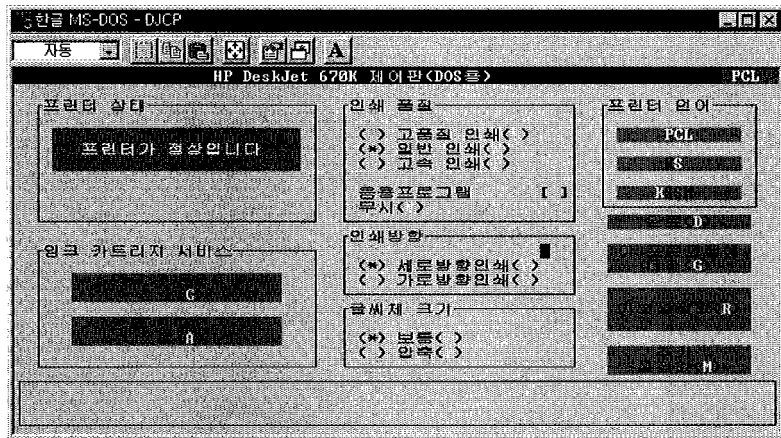 한글 MS-DOS - DJCP
자동
A
HP DeskJet 670K 제어판(DOS용) PCL
프린터 상태
프린터가 정상입니다
잉크 카트리지 서비스
G
A
인쇄 품질
( ) 고품질 인쇄( )
(*) 일반 인쇄( )
( ) 고속 인쇄( )
응용프로그램 [ ]
무시( )
인쇄방향
(*) 세로방향인쇄( )
( ) 가로방향인쇄( )
글씨체 크기
(*) 보통( )
( ) 압축( )
프린터 언어
PCL
S
K
D
G
R
M